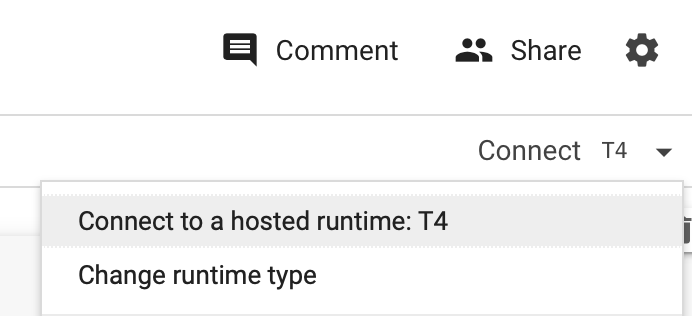 Comment Share
Connect T4
Connect to a hosted runtime: T4
Change runtime type